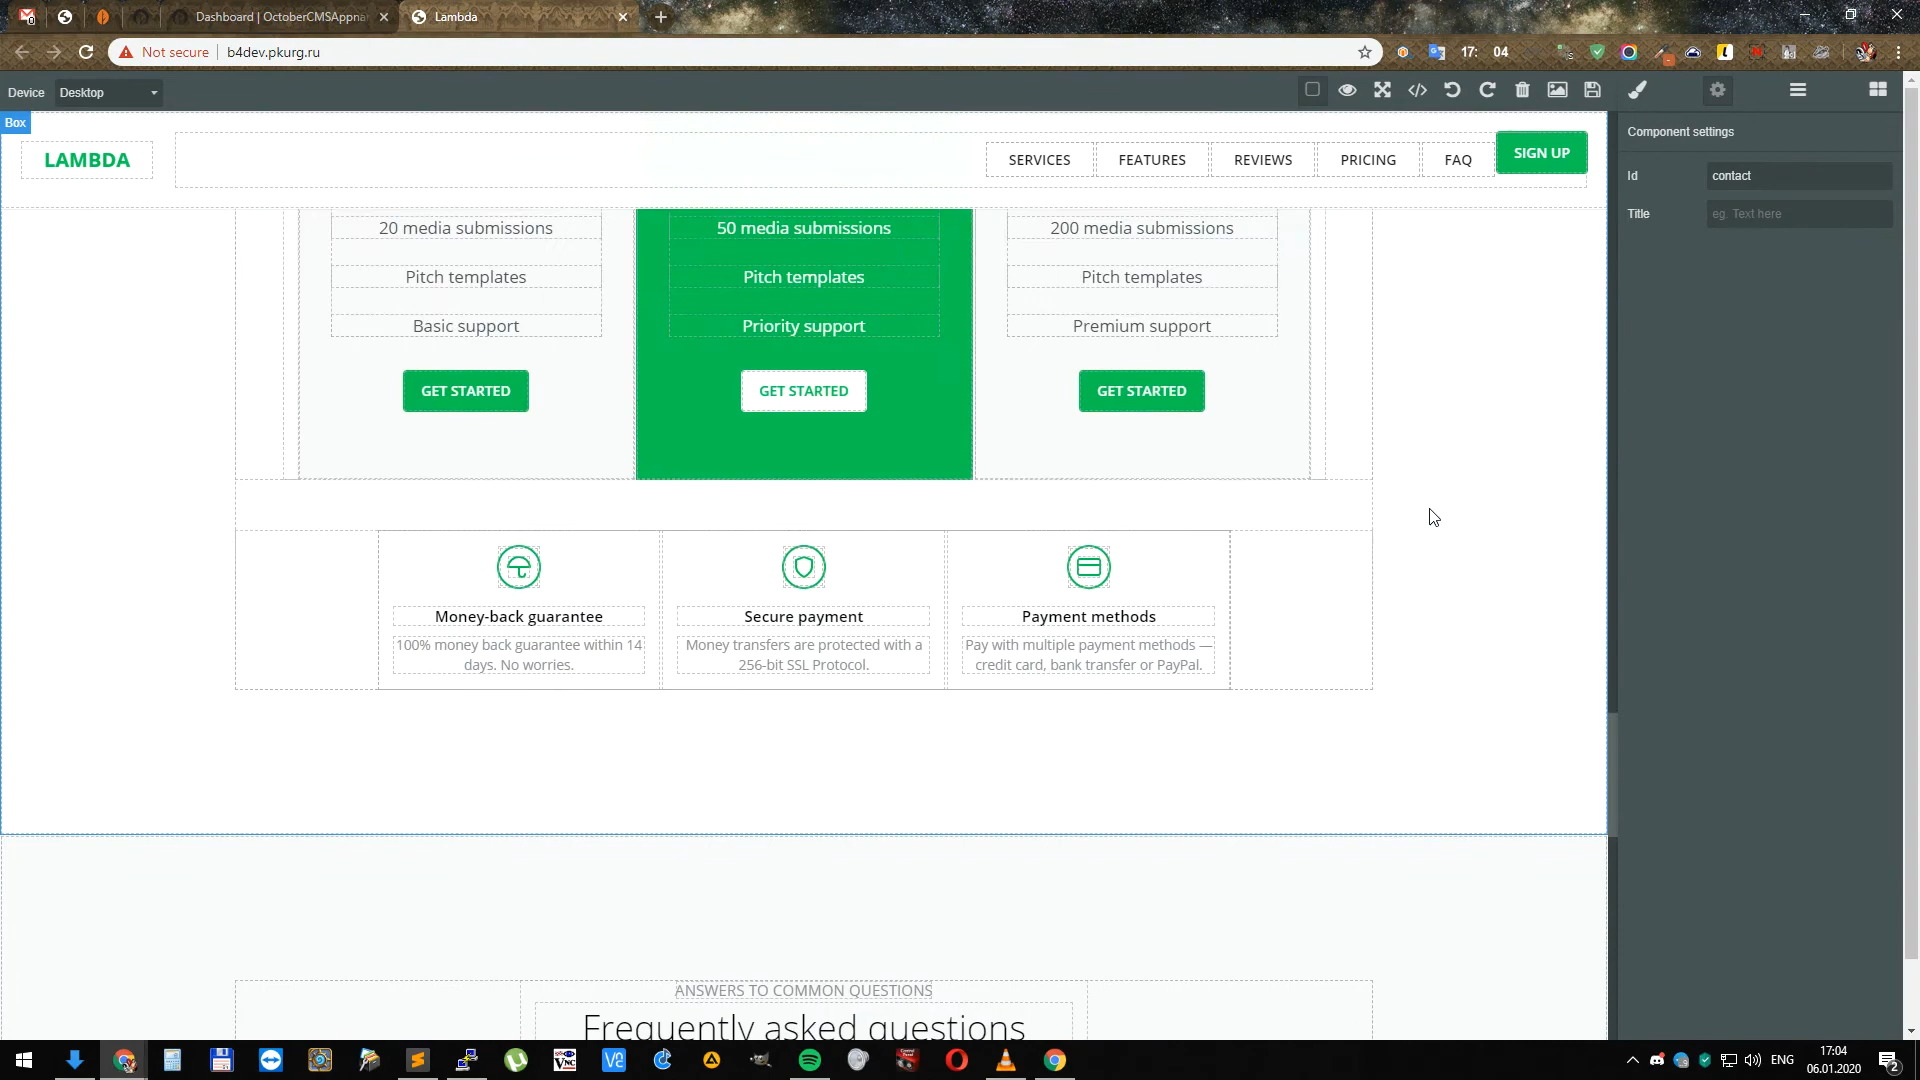 Dashboard | OctoberCMSAppna
Lambda
Not secure
b4dev.pkurg.ru
17: 04
Device
Desktop
Box
Component settings
Id
contact
Title
eg. Text here
LAMBDA
SERVICES
FEATURES
REVIEWS
PRICING
FAQ
SIGN UP
20 media submissions
50 media submissions
200 media submissions
Pitch templates
Pitch templates
Pitch templates
Basic support
Priority support
Premium support
GET STARTED
GET STARTED
GET STARTED
Money-back guarantee
100% money back guarantee within 14
days. No worries.
Secure payment
Money transfers are protected with a
256-bit SSL Protocol.
Payment methods
Pay with multiple payment methods —
credit card, bank transfer or PayPal.
ANSWERS TO COMMON QUESTIONS
Frequently asked questions
ENG
17:04
06.01.2020
2